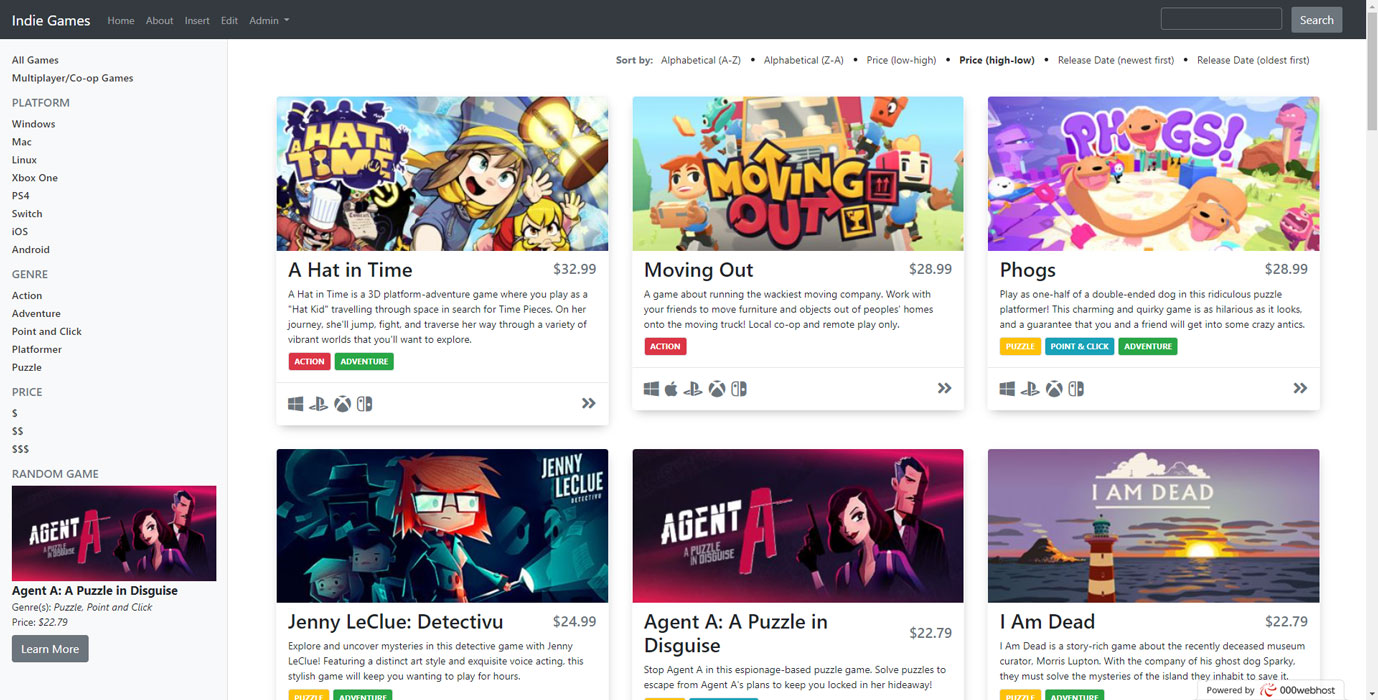 Indie Games Home About Insert Edit Admin Search
All Games
Multiplayer/Co-op Games
PLATFORM
Windows
Mac
Linux
Xbox One
PS4
Switch
iOS
Android
GENRE
Action
Adventure
Point and Click
Platformer
Puzzle
PRICE
$
$$
$$$
RANDOM GAME
AGENT A
A PUZZLE
IN DISGUISE
Agent A: A Puzzle in Disguise
Genre(s): Puzzle, Point and Click
Price: $22.79
Learn More
Sort by: Alphabetical (A-Z) • Alphabetical (Z-A) • Price (low-high) • Price (high-low) • Release Date (newest first) • Release Date (oldest first)
A HAT IN TIME
A Hat in Time $32.99
A Hat in Time is a 3D platform-adventure game where you play as a
"Hat Kid" travelling through space in search for Time Pieces. On her
journey, she'll jump, fight, and traverse her way through a variety of
vibrant worlds that you'll want to explore.
ACTION ADVENTURE
MOVING
OUT
Moving Out $28.99
A game about running the wackiest moving company. Work with
your friends to move furniture and objects out of peoples' homes
onto the moving truck! Local co-op and remote play only.
ACTION
PHOGS!
Phogs $28.99
Play as one-half of a double-ended dog in this ridiculous puzzle
platformer! This charming and quirky game is as hilarious as it looks,
and a guarantee that you and a friend will get into some crazy antics.
PUZZLE POINT & CLICK ADVENTURE
JENNY
LECLUE
DETECTIVU
Jenny LeClue: Detectivu $24.99
Explore and uncover mysteries in this detective game with Jenny
LeClue! Featuring a distinct art style and exquisite voice acting, this
stylish game will keep you wanting to play for hours.
PUZZLE ADVENTURE
AGENT A
A PUZZLE
IN DISGUISE
Agent A: A Puzzle in
Disguise $22.79
Stop Agent A in this espionage-based puzzle game. Solve puzzles to
escape from Agent A's plans to keep you locked in her hideaway!
I AM DEAD
I Am Dead $22.79
I Am Dead is a story-rich game about the recently deceased museum
curator, Morris Lupton. With the company of his ghost dog Sparky,
they must solve the mysteries of the island they inhabit to save it.
PUZZLE ADVENTURE
Powered by 000webhost